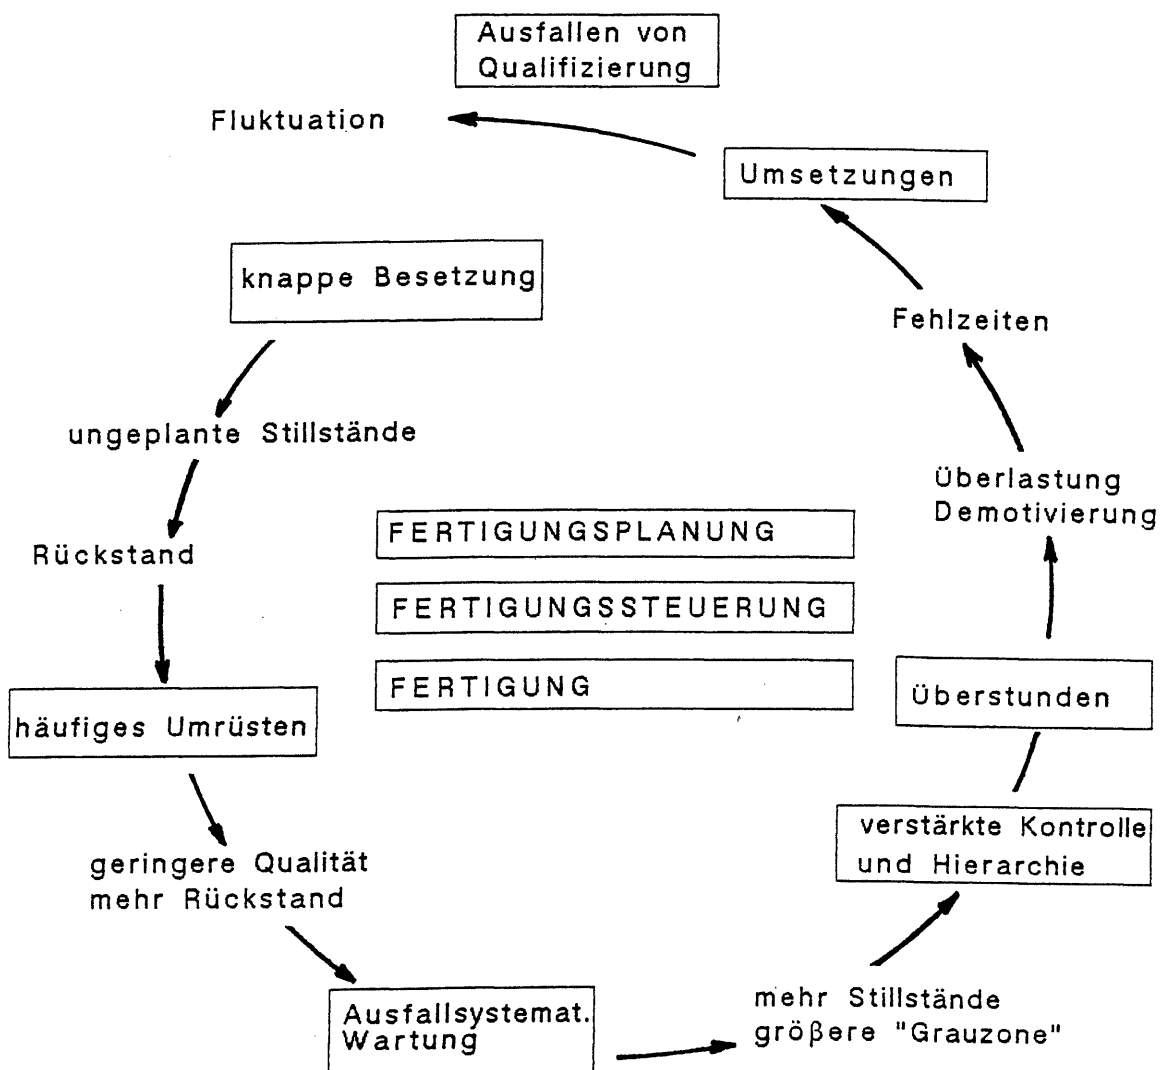 Ausfallen von
Qualifizierung
Fluktuation
Umsetzungen
knappe Besetzung
Fehlzeiten
ungeplante Stillstände
Überlastung
Demotivierung
FERTIGUNGSPLANUNG
Rückstand
FERTIGUNGSSTEUERUNG
FERTIGUNG
Überstunden
häufiges Umrüsten
verstärkte Kontrolle
und Hierarchie
geringere Qualität
mehr Rückstand
Ausfallsystemat.
Wartung
mehr Stillstände
größere "Grauzone"